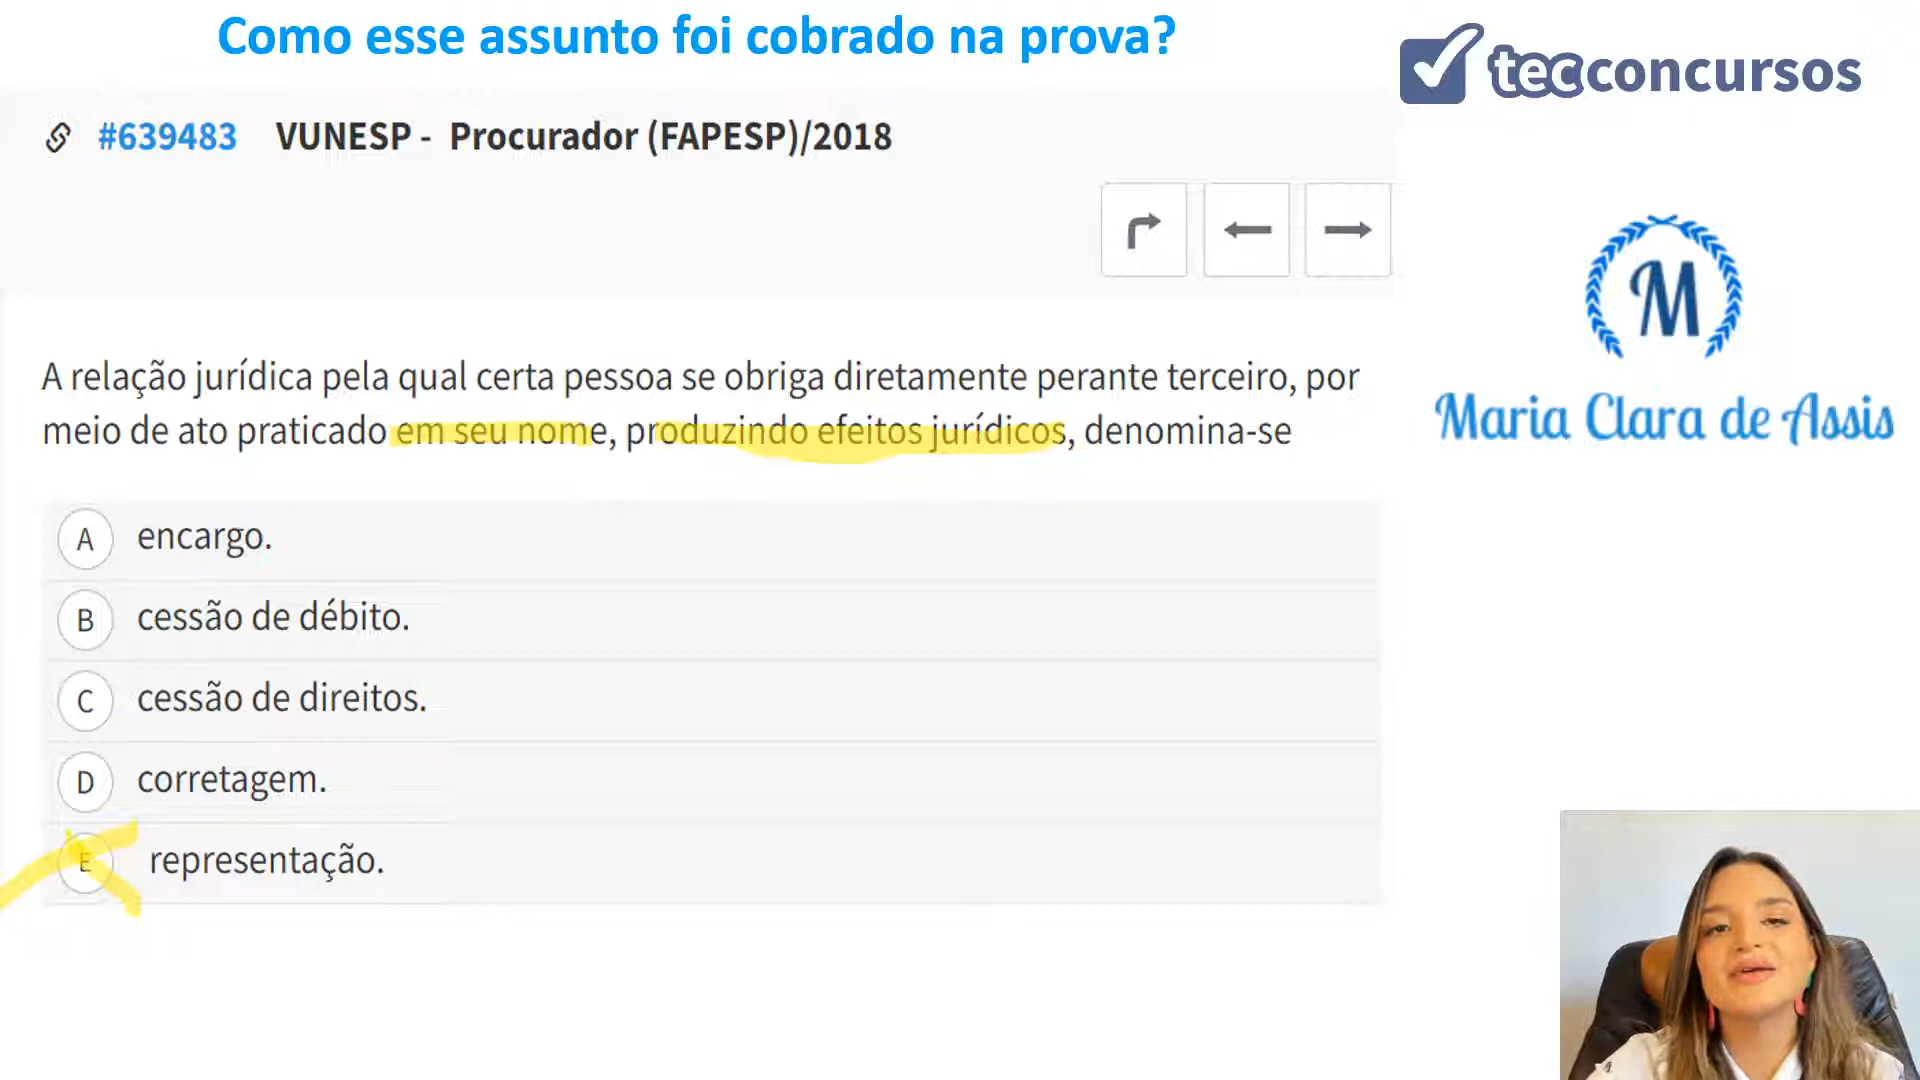 Como esse assunto foi cobrado na prova?
tecconcursos
#639483 VUNESP - Procurador (FAPESP)/2018
M
Maria Clara de Assis
A relação jurídica pela qual certa pessoa se obriga diretamente perante terceiro, por
meio de ato praticado em seu nome, produzindo efeitos jurídicos, denomina-se
A encargo.
B cessão de débito.
C cessão de direitos.
D corretagem.
E representação.